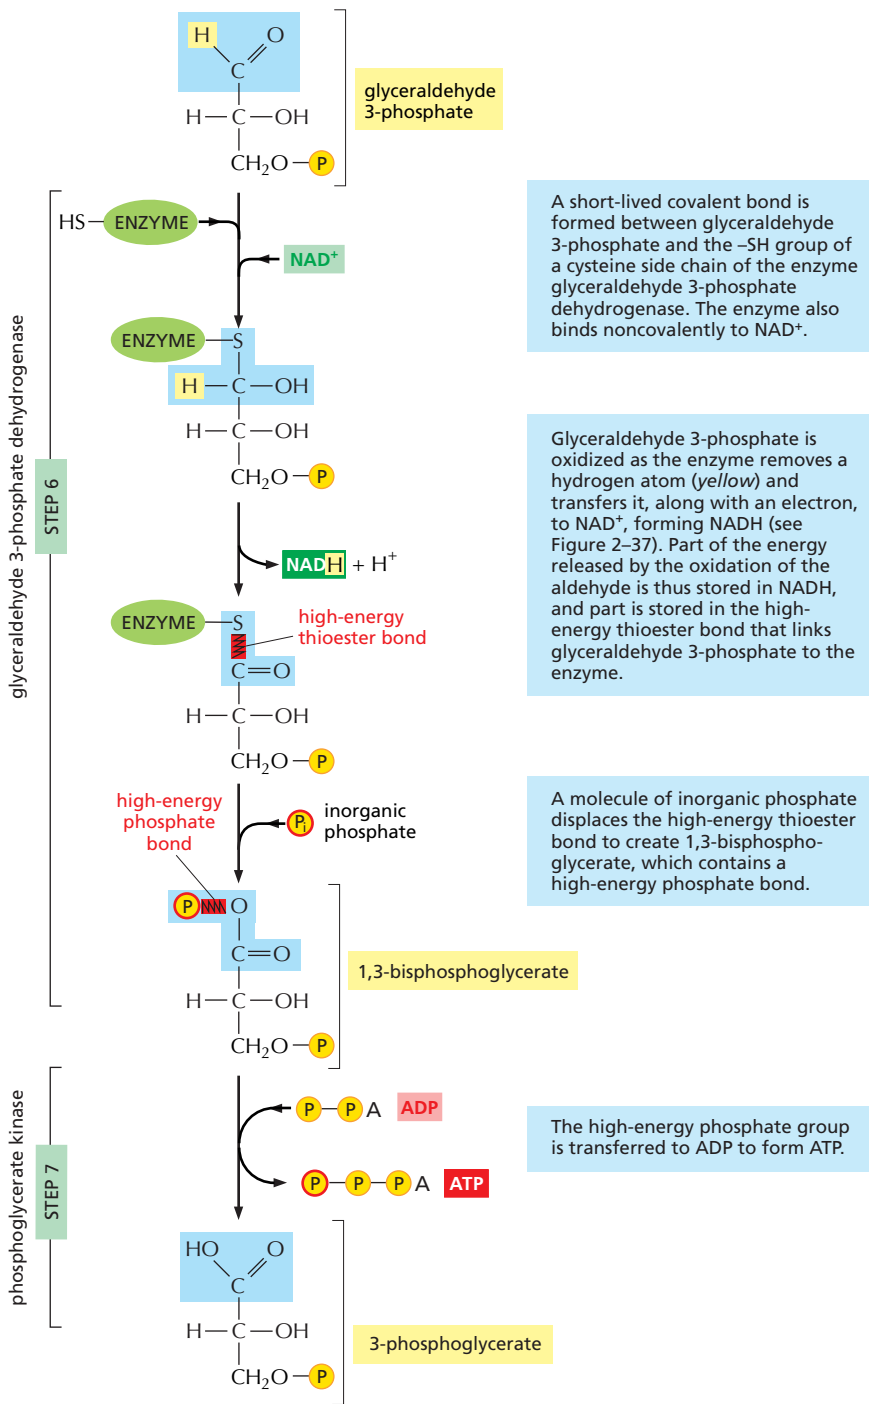 H O
C
H—C—OH
CH2O—P
glyceraldehyde
3-phosphate
glyceraldehyde 3-phosphate dehydrogenase
STEP 6
HS—ENZYME
NAD+
A short-lived covalent bond is
formed between glyceraldehyde
3-phosphate and the –SH group of
a cysteine side chain of the enzyme
glyceraldehyde 3-phosphate
dehydrogenase. The enzyme also
binds noncovalently to NAD+.
ENZYME—S
H—C—OH
H—C—OH
CH2O—P
NADH + H+
Glyceraldehyde 3-phosphate is
oxidized as the enzyme removes a
hydrogen atom (yellow) and
transfers it, along with an electron,
to NAD+, forming NADH (see
Figure 2–37). Part of the energy
released by the oxidation of the
aldehyde is thus stored in NADH,
and part is stored in the high-
energy thioester bond that links
glyceraldehyde 3-phosphate to the
enzyme.
ENZYME—S
high-energy
thioester bond
C=O
H—C—OH
CH2O—P
high-energy
phosphate
bond
Pi
inorganic
phosphate
A molecule of inorganic phosphate
displaces the high-energy thioester
bond to create 1,3-bisphospho-
glycerate, which contains a
high-energy phosphate bond.
P O
C=O
H—C—OH
CH2O—P
1,3-bisphosphoglycerate
phosphoglycerate kinase
STEP 7
P—P A ADP
P—P—P A ATP
The high-energy phosphate group
is transferred to ADP to form ATP.
HO O
C
H—C—OH
CH2O—P
3-phosphoglycerate